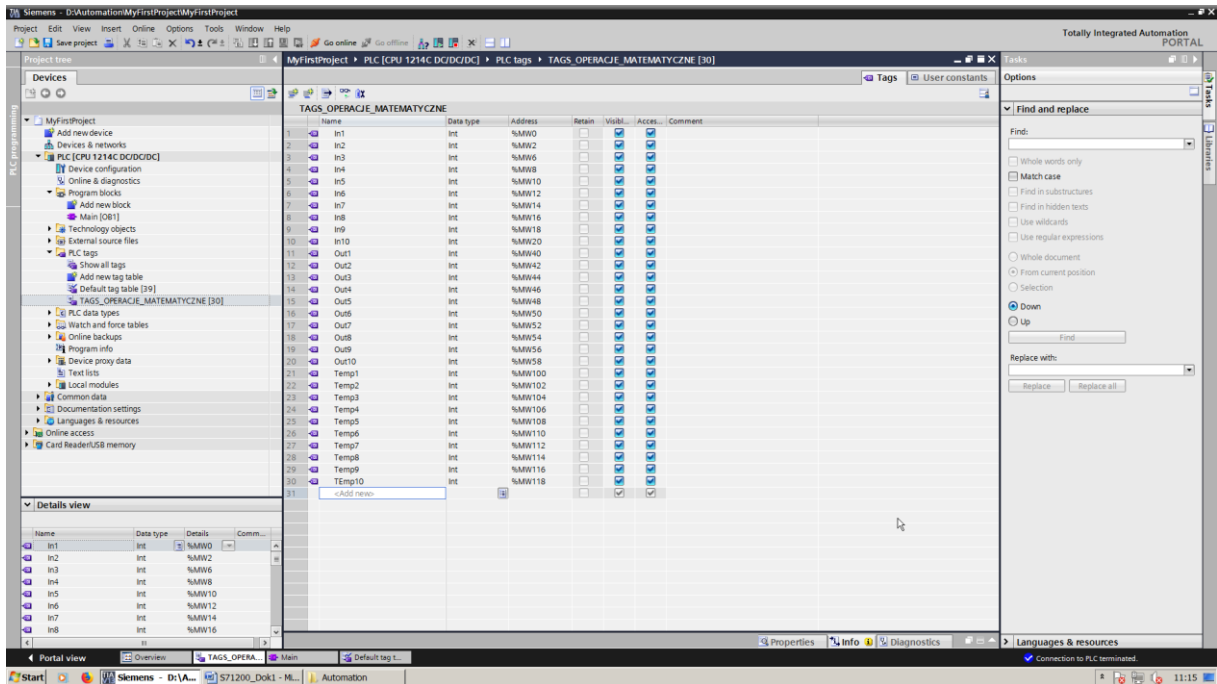 Siemens - D:\Automation\MyFirstProject\MyFirstProject
Project Edit View Insert Online Options Tools Window Help
Save project Go online Go offline
Totally Integrated Automation
PORTAL
Project tree
Devices
PLC programming
MyFirstProject
Add new device
Devices & networks
PLC [CPU 1214C DC/DC/DC]
Device configuration
Online & diagnostics
Program blocks
Add new block
Main [OB1]
Technology objects
External source files
PLC tags
Show all tags
Add new tag table
Default tag table [39]
TAGS_OPERACJE_MATEMATYCZNE [30]
PLC data types
Watch and force tables
Online backups
Program info
Device proxy data
Text lists
Local modules
Common data
Documentation settings
Languages & resources
Online access
Card Reader/USB memory
Details view
Name Data type Details Comm...
In1 Int %MW0
In2 Int %MW2
In3 Int %MW6
In4 Int %MW8
In5 Int %MW10
In6 Int %MW12
In7 Int %MW14
In8 Int %MW16
MyFirstProject PLC [CPU 1214C DC/DC/DC] PLC tags TAGS_OPERACJE_MATEMATYCZNE [30]
Tags User constants
TAGS_OPERACJE_MATEMATYCZNE
Name Data type Address Retain Visibl... Acces... Comment
1 In1 Int %MW0
2 In2 Int %MW2
3 In3 Int %MW6
4 In4 Int %MW8
5 In5 Int %MW10
6 In6 Int %MW12
7 In7 Int %MW14
8 In8 Int %MW16
9 In9 Int %MW18
10 In10 Int %MW20
11 Out1 Int %MW40
12 Out2 Int %MW42
13 Out3 Int %MW44
14 Out4 Int %MW46
15 Out5 Int %MW48
16 Out6 Int %MW50
17 Out7 Int %MW52
18 Out8 Int %MW54
19 Out9 Int %MW56
20 Out10 Int %MW58
21 Temp1 Int %MW100
22 Temp2 Int %MW102
23 Temp3 Int %MW104
24 Temp4 Int %MW106
25 Temp5 Int %MW108
26 Temp6 Int %MW110
27 Temp7 Int %MW112
28 Temp8 Int %MW114
29 Temp9 Int %MW116
30 TEmp10 Int %MW118
31 <Add new>
Properties Info Diagnostics
Tasks
Options
Find and replace
Find:
Whole words only
Match case
Find in substructures
Find in hidden texts
Use wildcards
Use regular expressions
Whole document
From current position
Selection
Down
Up
Find
Replace with:
Replace Replace all
Languages & resources
Tasks
Libraries
Portal view Overview TAGS_OPERA... Main Default tag t...
Connection to PLC terminated.
Start Siemens - D:\A... S71200_Dok1 - Mi... Automation 11:15